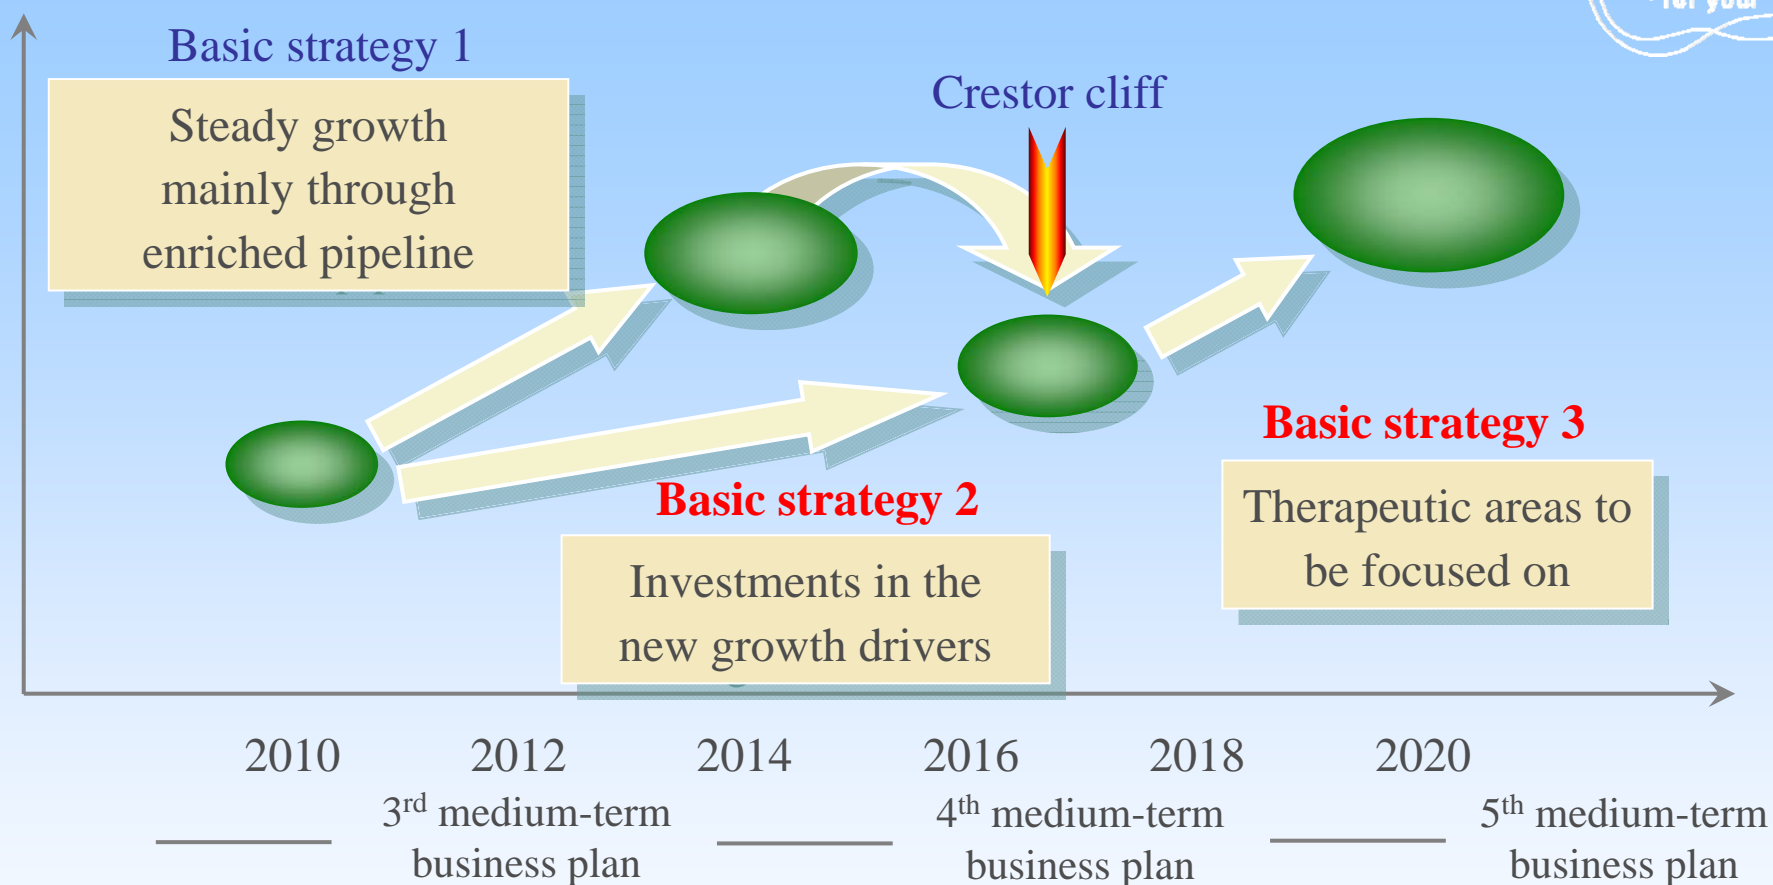 for your
Basic strategy 1
Steady growth
mainly through
enriched pipeline
Crestor cliff
Basic strategy 2
Investments in the
new growth drivers
Basic strategy 3
Therapeutic areas to
be focused on
2010 2012 2014 2016 2018 2020
3rd medium-term
business plan
4th medium-term
business plan
5th medium-term
business plan